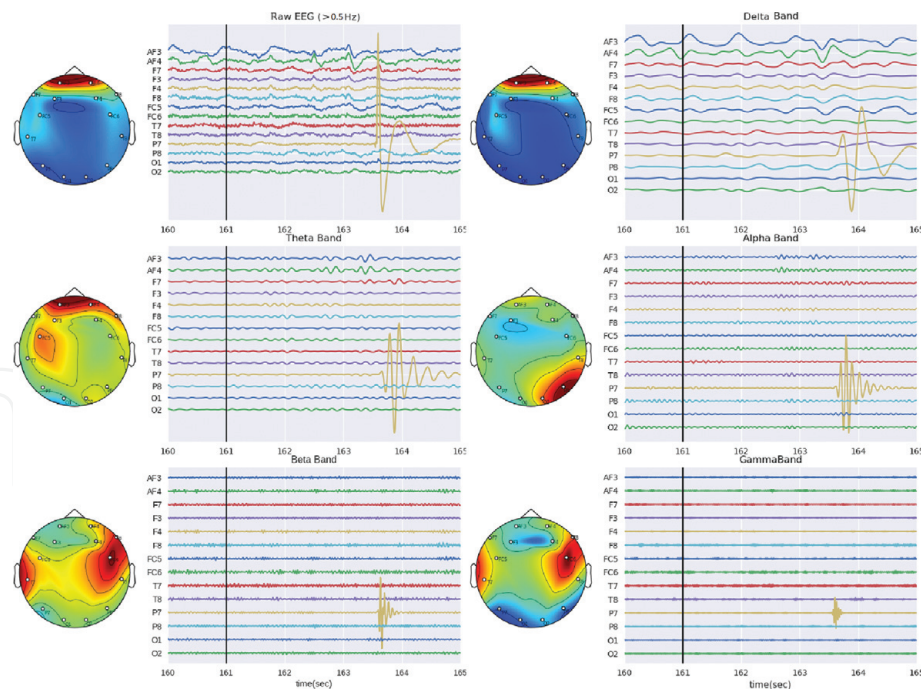 Raw EEG (>0.5Hz)
AF3
AF4
F7
F3
F4
F8
FC5
FC6
T7
T8
P7
P8
O1
O2
160 161 162 163 164 165
Delta Band
AF3
AF4
F7
F3
F4
F8
FC5
FC6
T7
T8
P7
P8
O1
O2
160 161 162 163 164 165
Theta Band
AF3
AF4
F7
F3
F4
F8
FC5
FC6
T7
T8
P7
P8
O1
O2
160 161 162 163 164 165
Alpha Band
AF3
AF4
F7
F3
F4
F8
FC5
FC6
T7
T8
P7
P8
O1
O2
160 161 162 163 164 165
Beta Band
AF3
AF4
F7
F3
F4
F8
FC5
FC6
T7
T8
P7
P8
O1
O2
160 161 162 163 164 165
time(sec)
GammaBand
AF3
AF4
F7
F3
F4
F8
FC5
FC6
T7
T8
P7
P8
O1
O2
160 161 162 163 164 165
time(sec)